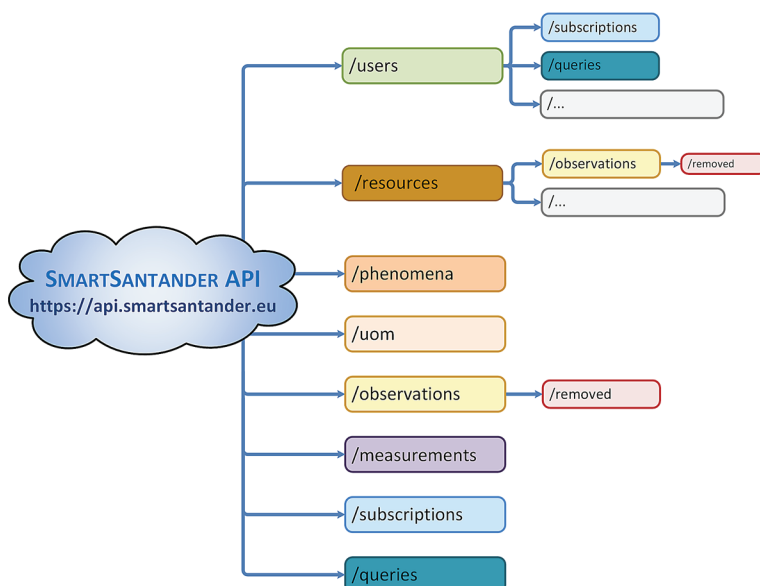 /subscriptions
/users
/queries
/...
/observations
/removed
/resources
/...
SMARTSANTANDER API
https://api.smartsantander.eu
/phenomena
/uom
/observations
/removed
/measurements
/subscriptions
/queries